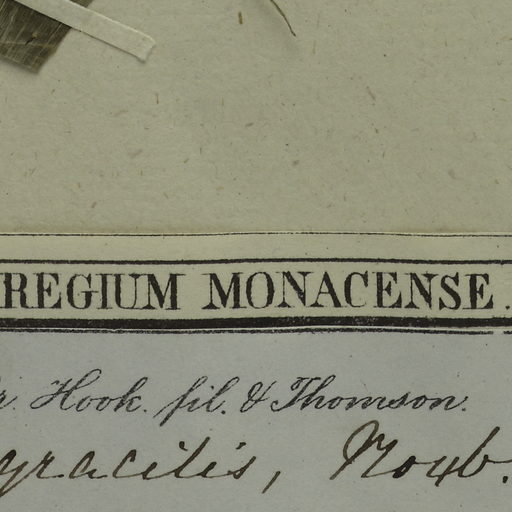 REGIUM MONACENSE.
r. Hook. fil. & Thomson.
gracilis, Roxb.